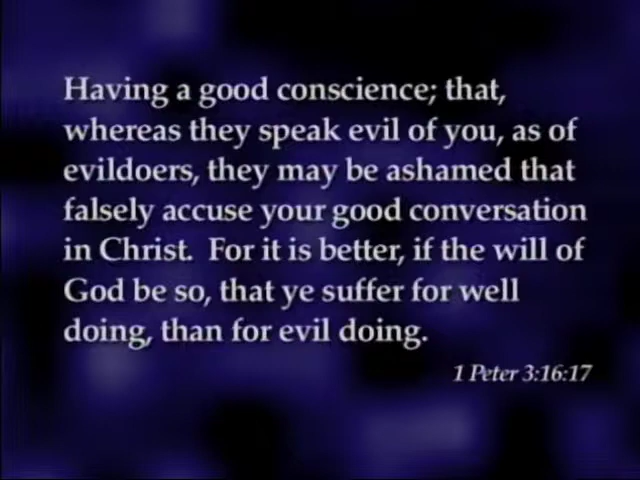 Having a good conscience; that,
whereas they speak evil of you, as of
evildoers, they may be ashamed that
falsely accuse your good conversation
in Christ.  For it is better, if the will of
God be so, that ye suffer for well
doing, than for evil doing.
1 Peter 3:16:17